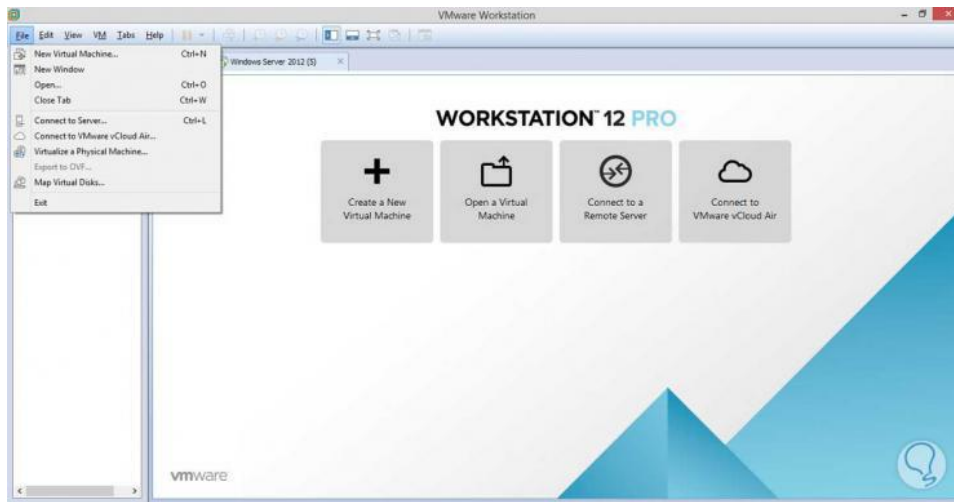 VMware Workstation
File Edit View VM Tabs Help
New Virtual Machine... Ctrl+N
New Window
Open... Ctrl+O
Close Tab Ctrl+W
Connect to Server... Ctrl+L
Connect to VMware vCloud Air...
Virtualize a Physical Machine...
Export to OVF...
Map Virtual Disks...
Exit
Windows Server 2012 (5)
WORKSTATION™ 12 PRO
Create a New
Virtual Machine
Open a Virtual
Machine
Connect to a
Remote Server
Connect to
VMware vCloud Air
vmware